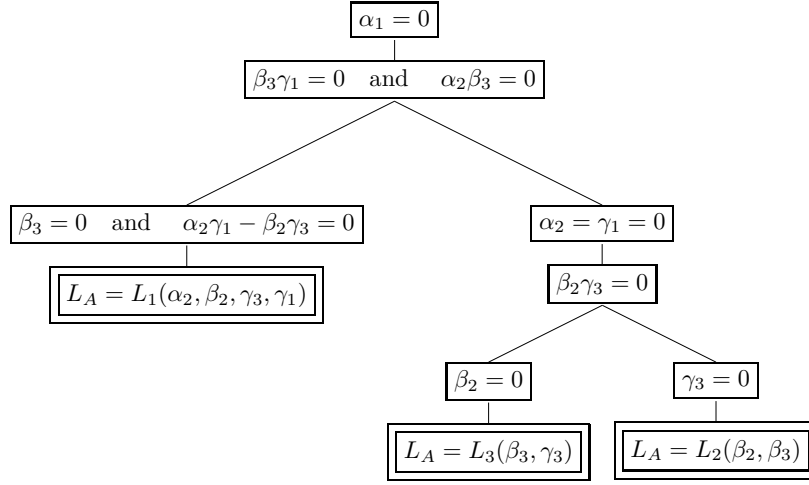 α₁ = 0
β₃γ₁ = 0 and α₂β₃ = 0
β₃ = 0 and α₂γ₁ − β₂γ₃ = 0
α₂ = γ₁ = 0
L_A = L₁(α₂, β₂, γ₃, γ₁)
β₂γ₃ = 0
β₂ = 0
γ₃ = 0
L_A = L₃(β₃, γ₃)
L_A = L₂(β₂, β₃)